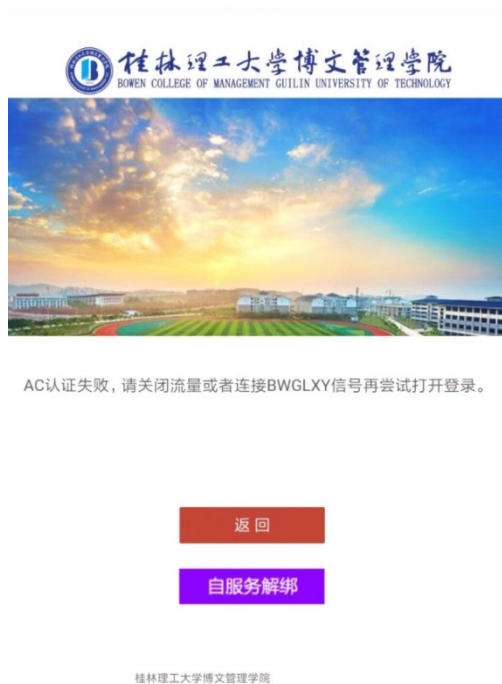 桂林理工大学博文管理学院
BOWEN COLLEGE OF MANAGEMENT GUILIN UNIVERSITY OF TECHNOLOGY
AC认证失败，请关闭流量或者连接BWGLXY信号再尝试打开登录。
返 回
自服务解绑
桂林理工大学博文管理学院